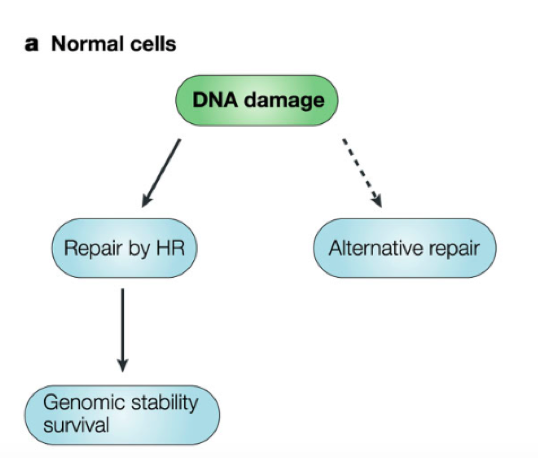 a Normal cells
DNA damage
Repair by HR
Alternative repair
Genomic stability
survival